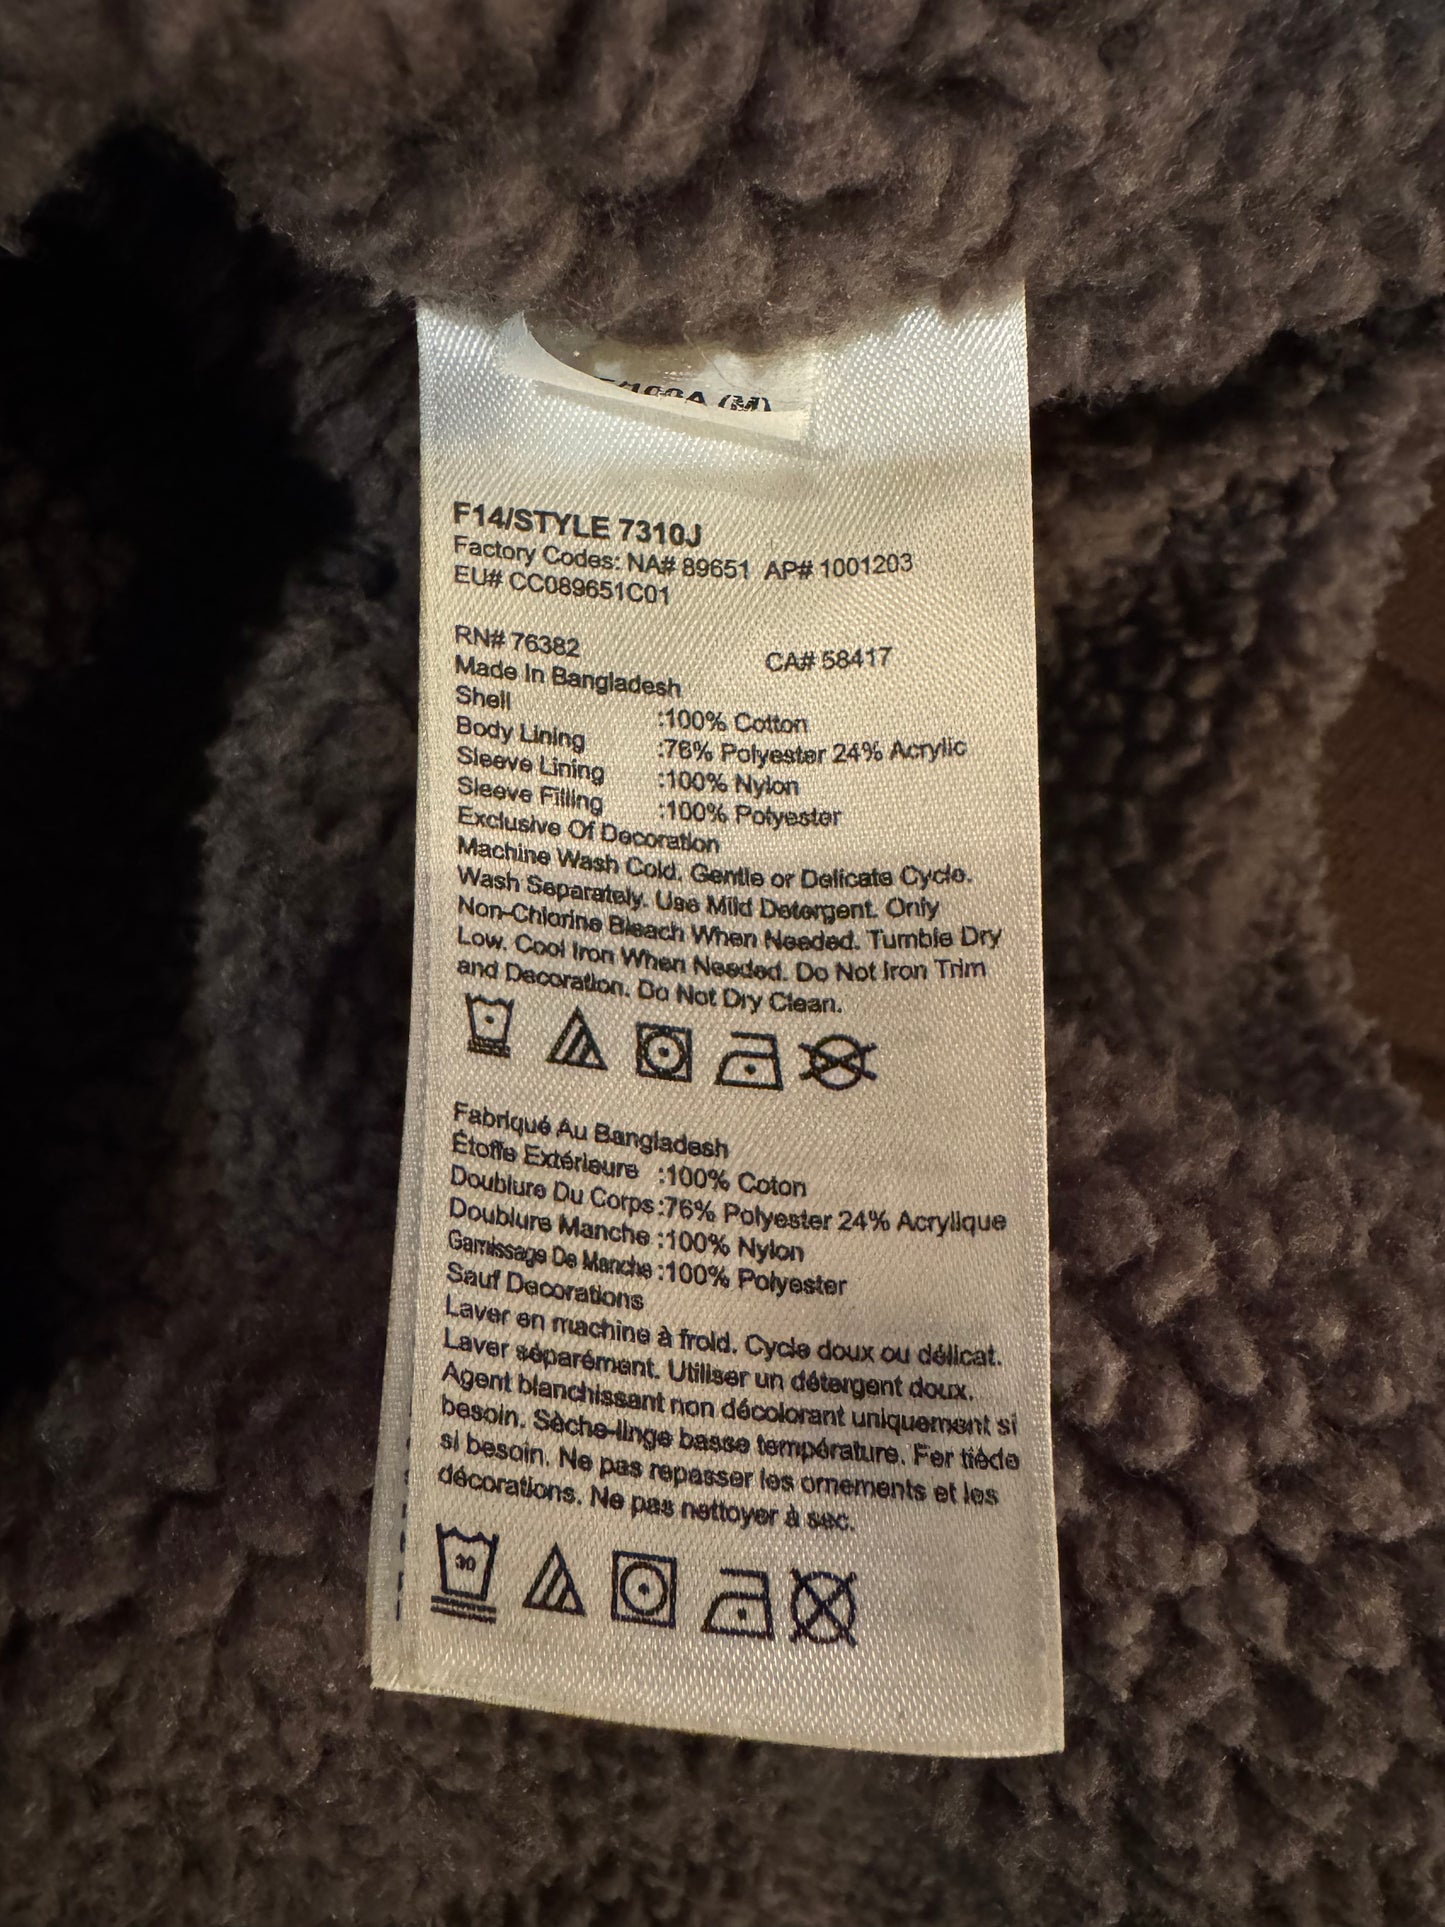 (M)
F14/STYLE 7310J
Factory Codes: NA# 89651 AP# 1001203
EU# CC089651C01
RN# 76382 CA# 58417
Made In Bangladesh
Shell :100% Cotton
Body Lining :76% Polyester 24% Acrylic
Sleeve Lining :100% Nylon
Sleeve Filling :100% Polyester
Exclusive Of Decoration
Machine Wash Cold. Gentle or Delicate Cycle.
Wash Separately. Use Mild Detergent. Only
Non-Chlorine Bleach When Needed. Tumble Dry
Low. Cool Iron When Needed. Do Not Iron Trim
and Decoration. Do Not Dry Clean.
Fabriqué Au Bangladesh
Étoffe Extérieure :100% Coton
Doublure Du Corps :76% Polyester 24% Acrylique
Doublure Manche :100% Nylon
Garnissage De Manche :100% Polyester
Sauf Decorations
Laver en machine à froid. Cycle doux ou délicat.
Laver séparément. Utiliser un détergent doux.
Agent blanchissant non décolorant uniquement si
besoin. Sèche-linge basse température. Fer tiède
si besoin. Ne pas repasser les ornements et les
décorations. Ne pas nettoyer à sec.
30